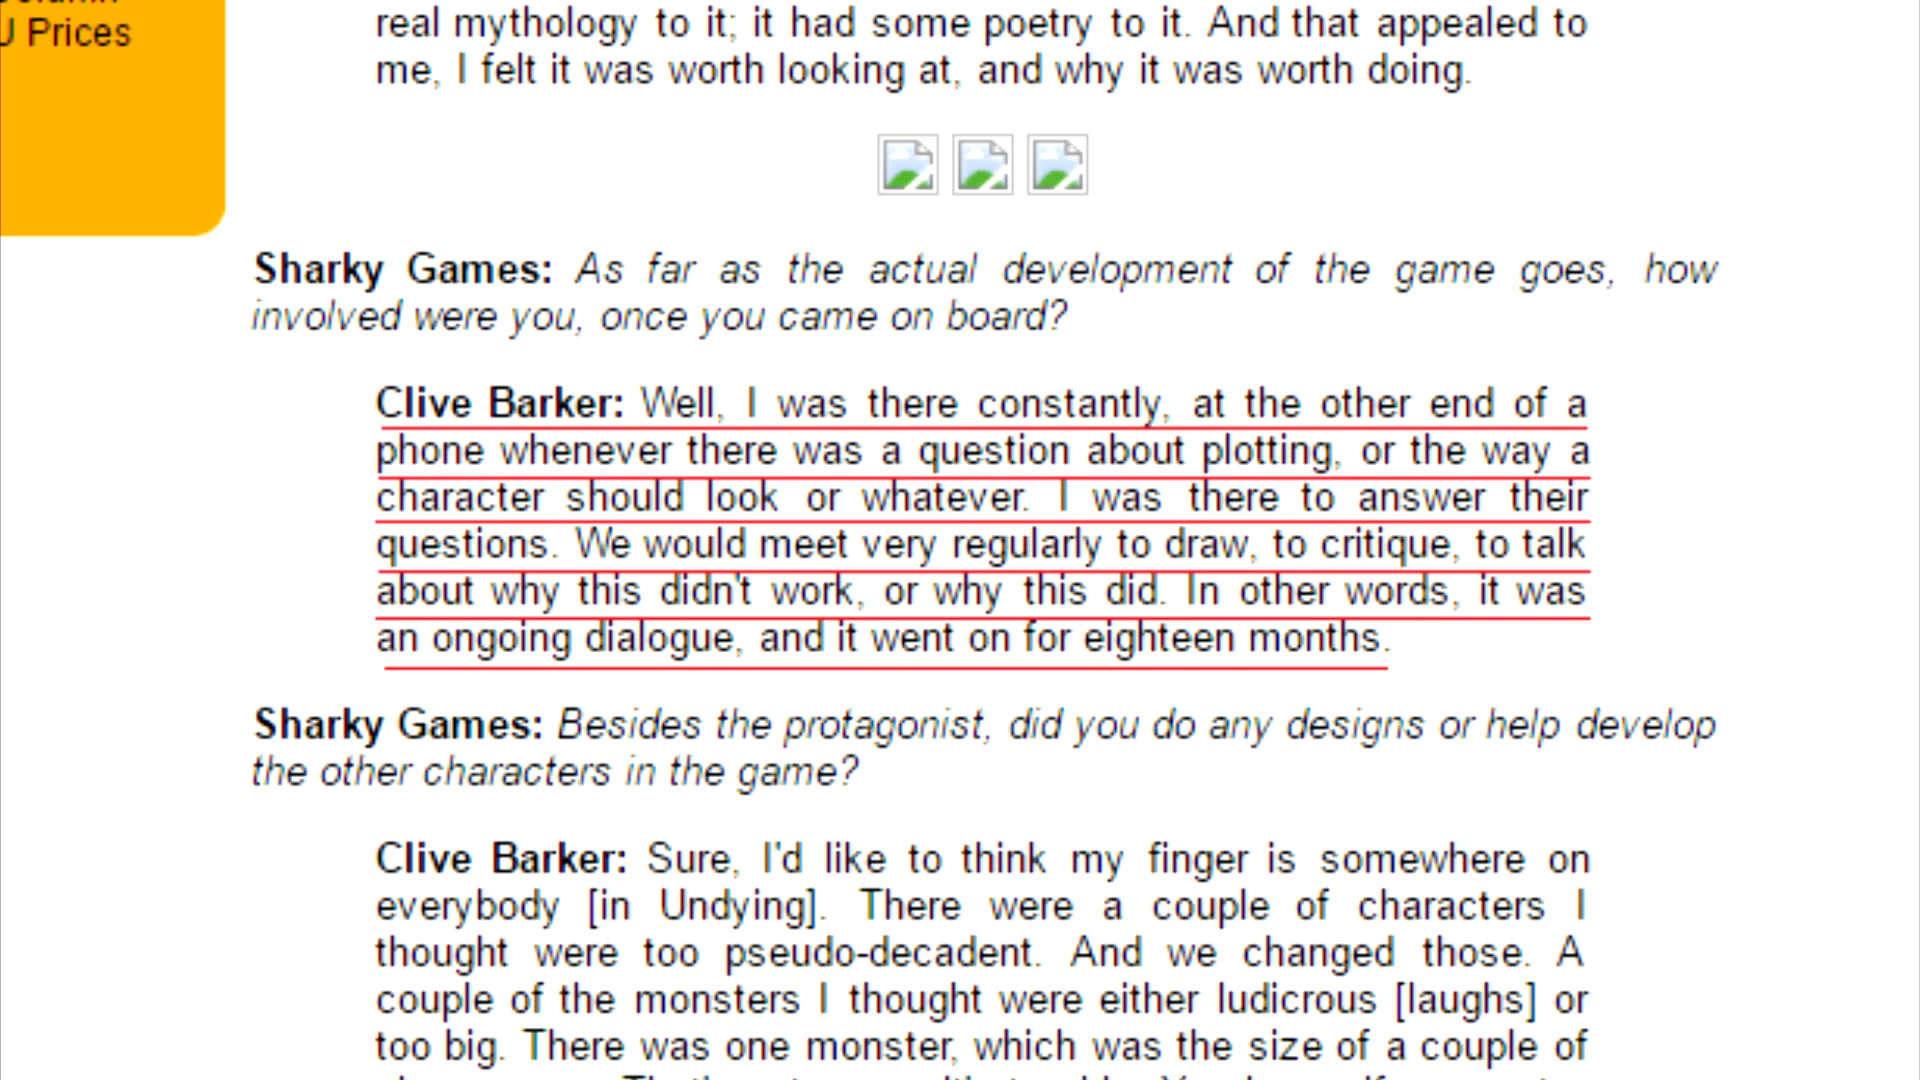 U Prices
real mythology to it; it had some poetry to it. And that appealed to
me, I felt it was worth looking at, and why it was worth doing.
Sharky Games: As far as the actual development of the game goes, how
involved were you, once you came on board?
Clive Barker: Well, I was there constantly, at the other end of a
phone whenever there was a question about plotting, or the way a
character should look or whatever. I was there to answer their
questions. We would meet very regularly to draw, to critique, to talk
about why this didn't work, or why this did. In other words, it was
an ongoing dialogue, and it went on for eighteen months.
Sharky Games: Besides the protagonist, did you do any designs or help develop
the other characters in the game?
Clive Barker: Sure, I'd like to think my finger is somewhere on
everybody [in Undying]. There were a couple of characters I
thought were too pseudo-decadent. And we changed those. A
couple of the monsters I thought were either ludicrous [laughs] or
too big. There was one monster, which was the size of a couple of